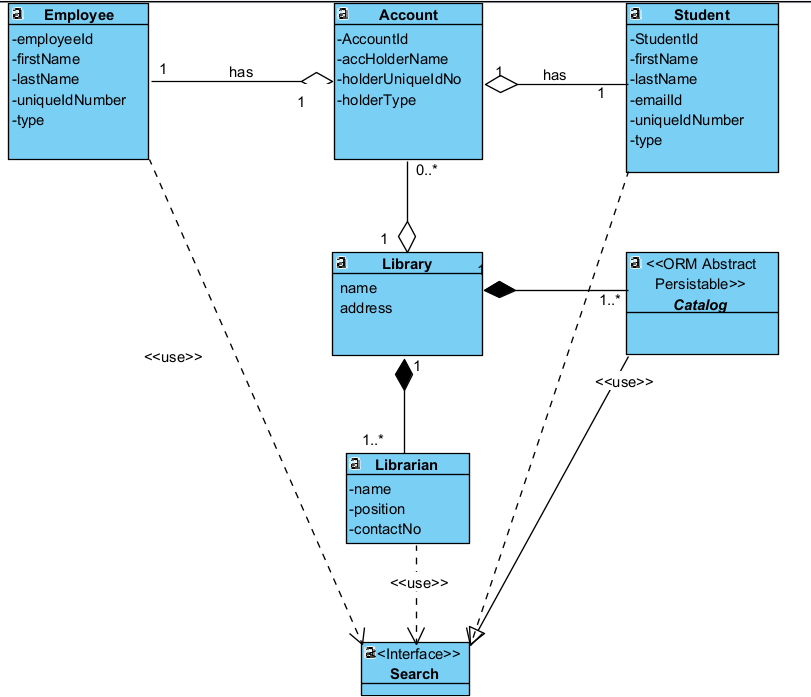 Employee
-employeeId
-firstName
-lastName
-uniqueIdNumber
-type
Account
-AccountId
-accHolderName
-holderUniqueIdNo
-holderType
Student
-StudentId
-firstName
-lastName
-emailId
-uniqueIdNumber
-type
1
has
1
1
has
1
0..*
1
Library
name
address
1
1..*
<<ORM Abstract
Persistable>>
Catalog
<<use>>
1
1..*
<<use>>
Librarian
-name
-position
-contactNo
<<use>>
<<Interface>>
Search